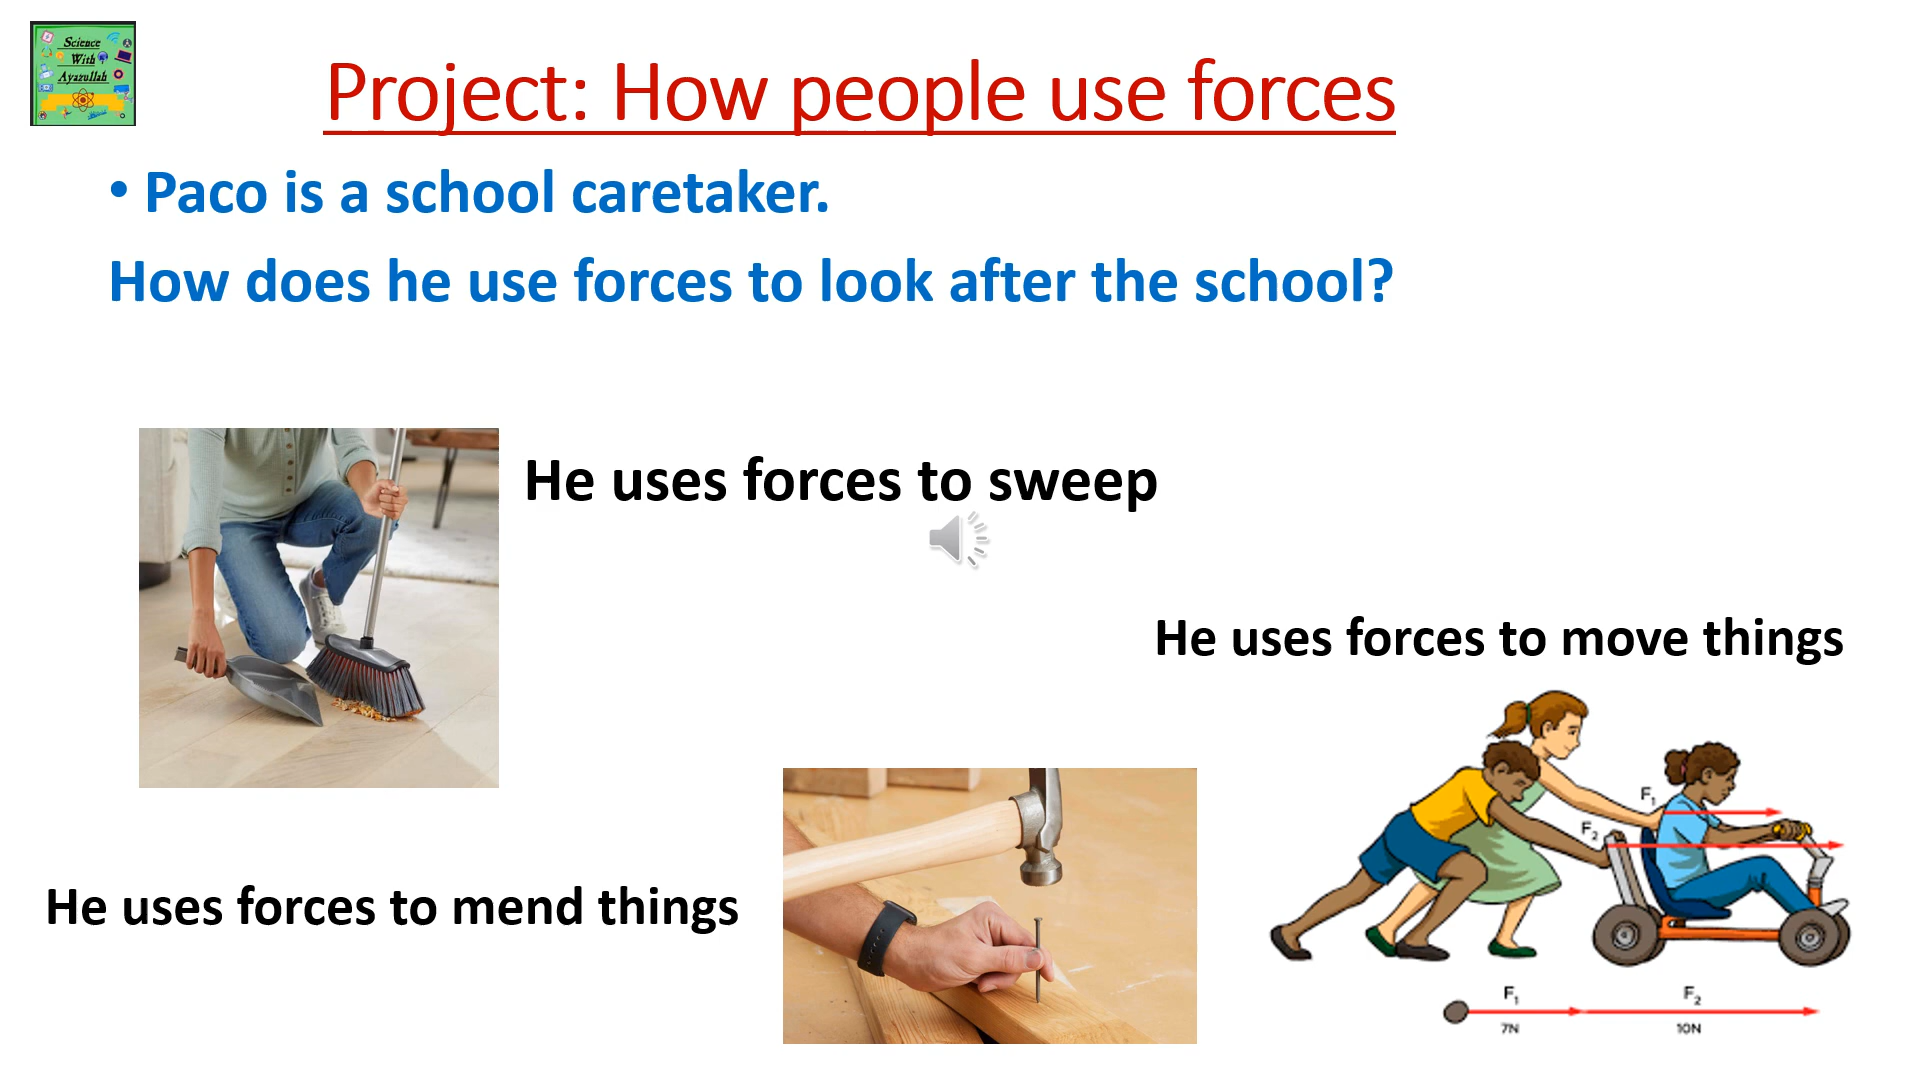 Science
With
Ayazullah
Project: How people use forces
• Paco is a school caretaker.
How does he use forces to look after the school?
He uses forces to sweep
He uses forces to move things
He uses forces to mend things
F₁
F₂
F₁
F₂
7N
10N